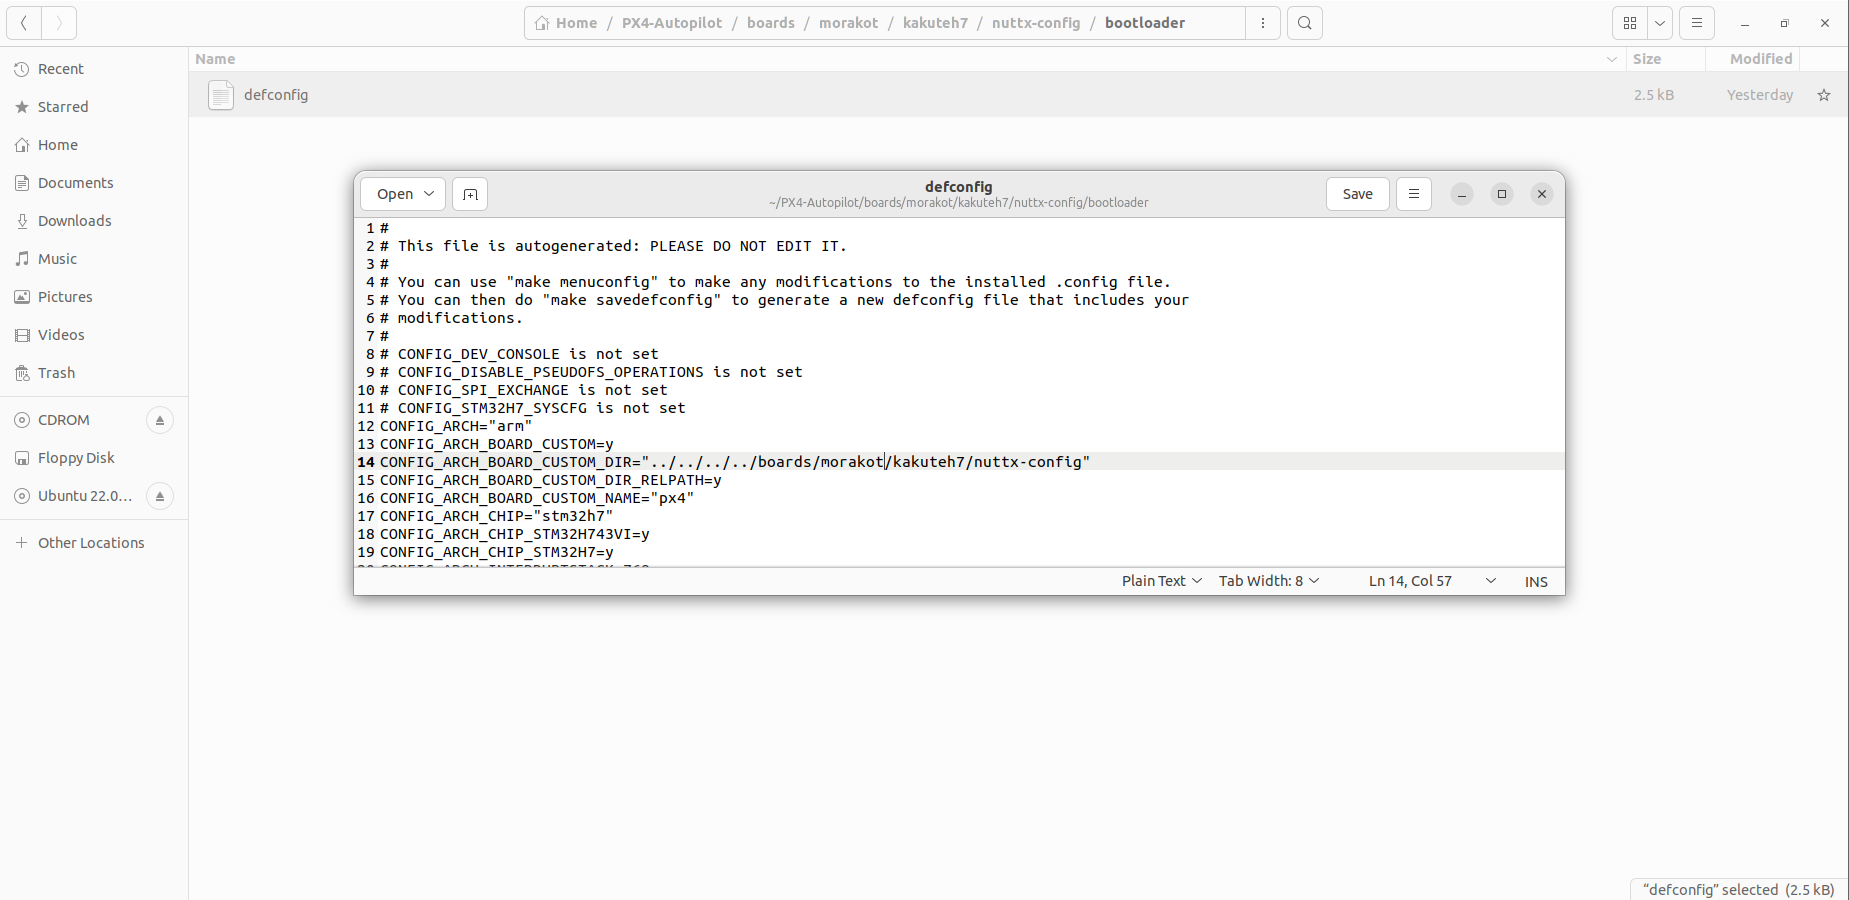 Home / PX4-Autopilot / boards / morakot / kakuteh7 / nuttx-config / bootloader
Recent
Starred
Home
Documents
Downloads
Music
Pictures
Videos
Trash
CDROM
Floppy Disk
Ubuntu 22.0...
Other Locations
Name Size Modified
defconfig 2.5 kB Yesterday
Open defconfig Save
~/PX4-Autopilot/boards/morakot/kakuteh7/nuttx-config/bootloader
1 #
2 # This file is autogenerated: PLEASE DO NOT EDIT IT.
3 #
4 # You can use "make menuconfig" to make any modifications to the installed .config file.
5 # You can then do "make savedefconfig" to generate a new defconfig file that includes your
6 # modifications.
7 #
8 # CONFIG_DEV_CONSOLE is not set
9 # CONFIG_DISABLE_PSEUDOFS_OPERATIONS is not set
10 # CONFIG_SPI_EXCHANGE is not set
11 # CONFIG_STM32H7_SYSCFG is not set
12 CONFIG_ARCH="arm"
13 CONFIG_ARCH_BOARD_CUSTOM=y
14 CONFIG_ARCH_BOARD_CUSTOM_DIR="../../../../boards/morakot/kakuteh7/nuttx-config"
15 CONFIG_ARCH_BOARD_CUSTOM_DIR_RELPATH=y
16 CONFIG_ARCH_BOARD_CUSTOM_NAME="px4"
17 CONFIG_ARCH_CHIP="stm32h7"
18 CONFIG_ARCH_CHIP_STM32H743VI=y
19 CONFIG_ARCH_CHIP_STM32H7=y
Plain Text Tab Width: 8 Ln 14, Col 57 INS
“defconfig” selected (2.5 kB)